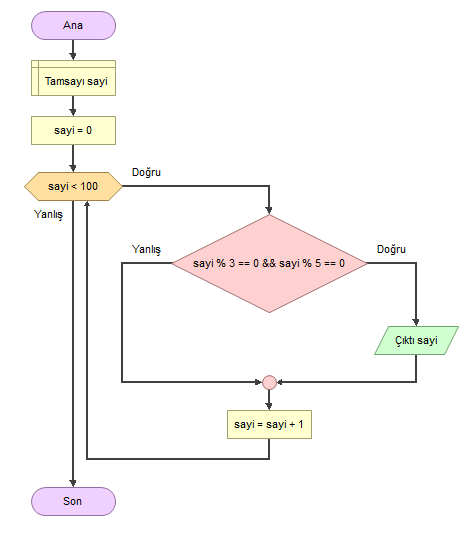 Ana
Tamsayı sayi
sayi = 0
sayi < 100
Doğru
Yanlış
Yanlış
sayi % 3 == 0 && sayi % 5 == 0
Doğru
Çıktı sayi
sayi = sayi + 1
Son